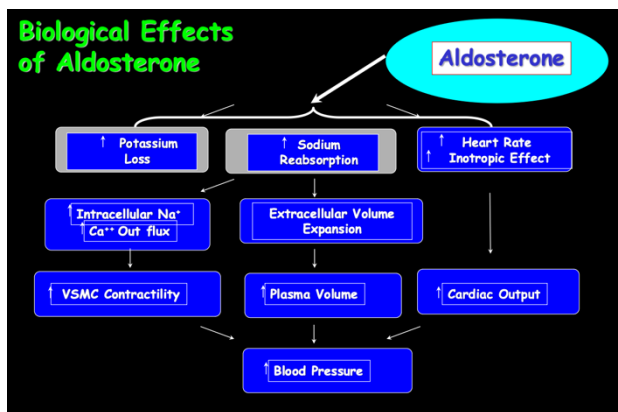 Biological Effects
of Aldosterone
Aldosterone
↑ Potassium
Loss
↑ Sodium
Reabsorption
↑ Heart Rate
↑ Inotropic Effect
↑ Intracellular Na⁺
↑ Ca⁺⁺ Out flux
Extracellular Volume
Expansion
↑ VSMC Contractility
↑ Plasma Volume
↑ Cardiac Output
↑ Blood Pressure